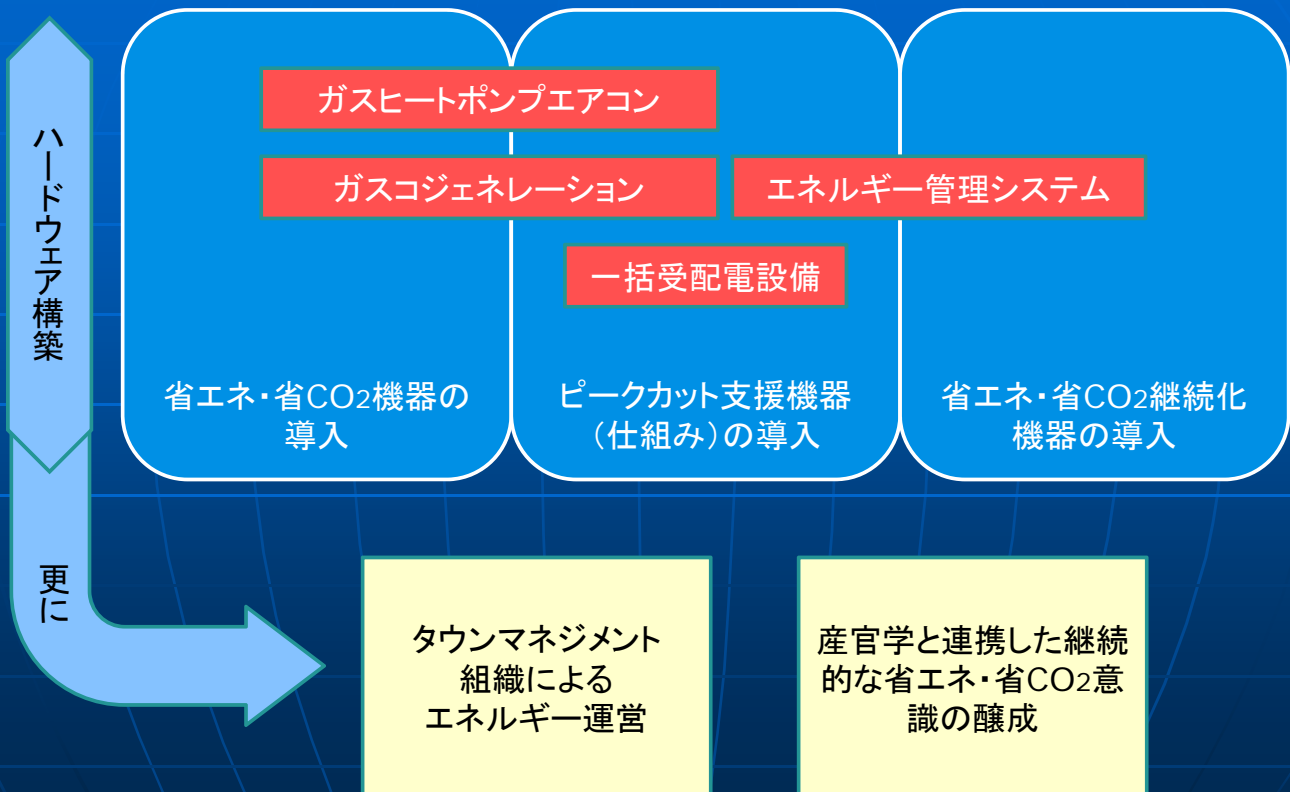 ハードウェア構築
ガスヒートポンプエアコン
ガスコジェネレーション
エネルギー管理システム
一括受配電設備
省エネ・省CO2機器の
導入
ピークカット支援機器
（仕組み）の導入
省エネ・省CO2継続化
機器の導入
更に
タウンマネジメント
組織による
エネルギー運営
産官学と連携した継続
的な省エネ・省CO2意
識の醸成